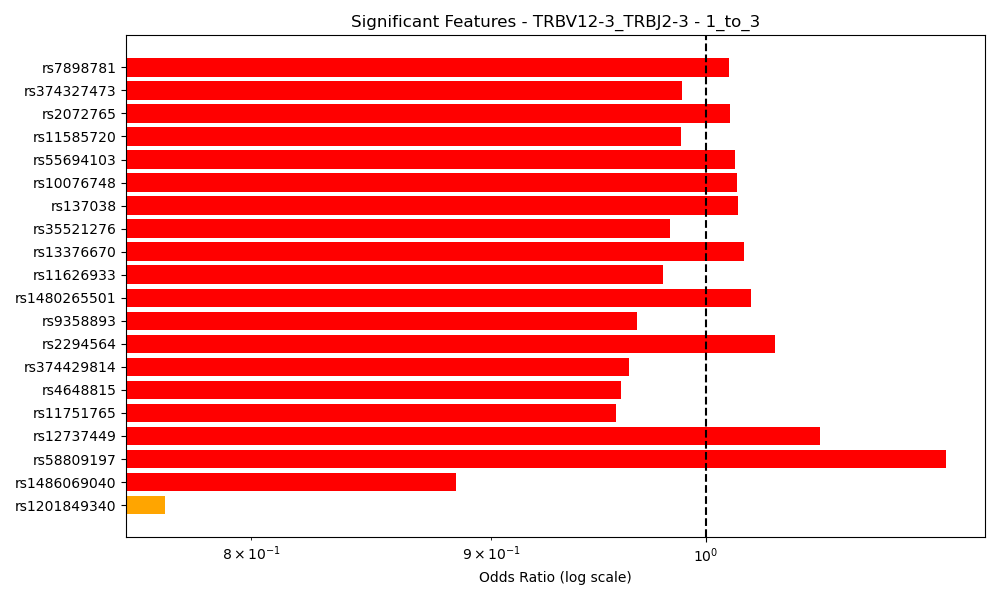 Significant Features - TRBV12-3_TRBJ2-3 - 1_to_3
rs7898781
rs374327473
rs2072765
rs11585720
rs55694103
rs10076748
rs137038
rs35521276
rs13376670
rs11626933
rs1480265501
rs9358893
rs2294564
rs374429814
rs4648815
rs11751765
rs12737449
rs58809197
rs1486069040
rs1201849340
8 × 10⁻¹ 9 × 10⁻¹ 10⁰
Odds Ratio (log scale)